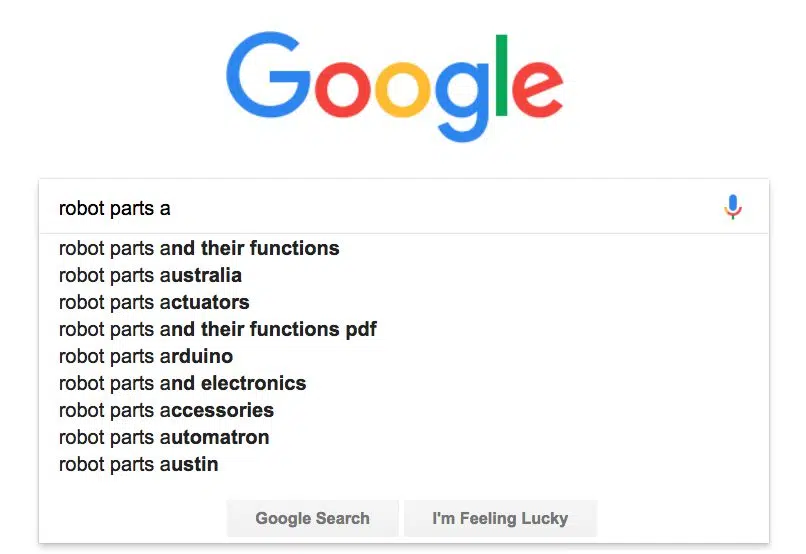 Google
robot parts a
robot parts and their functions
robot parts australia
robot parts actuators
robot parts and their functions pdf
robot parts arduino
robot parts and electronics
robot parts accessories
robot parts automatron
robot parts austin
Google Search I'm Feeling Lucky